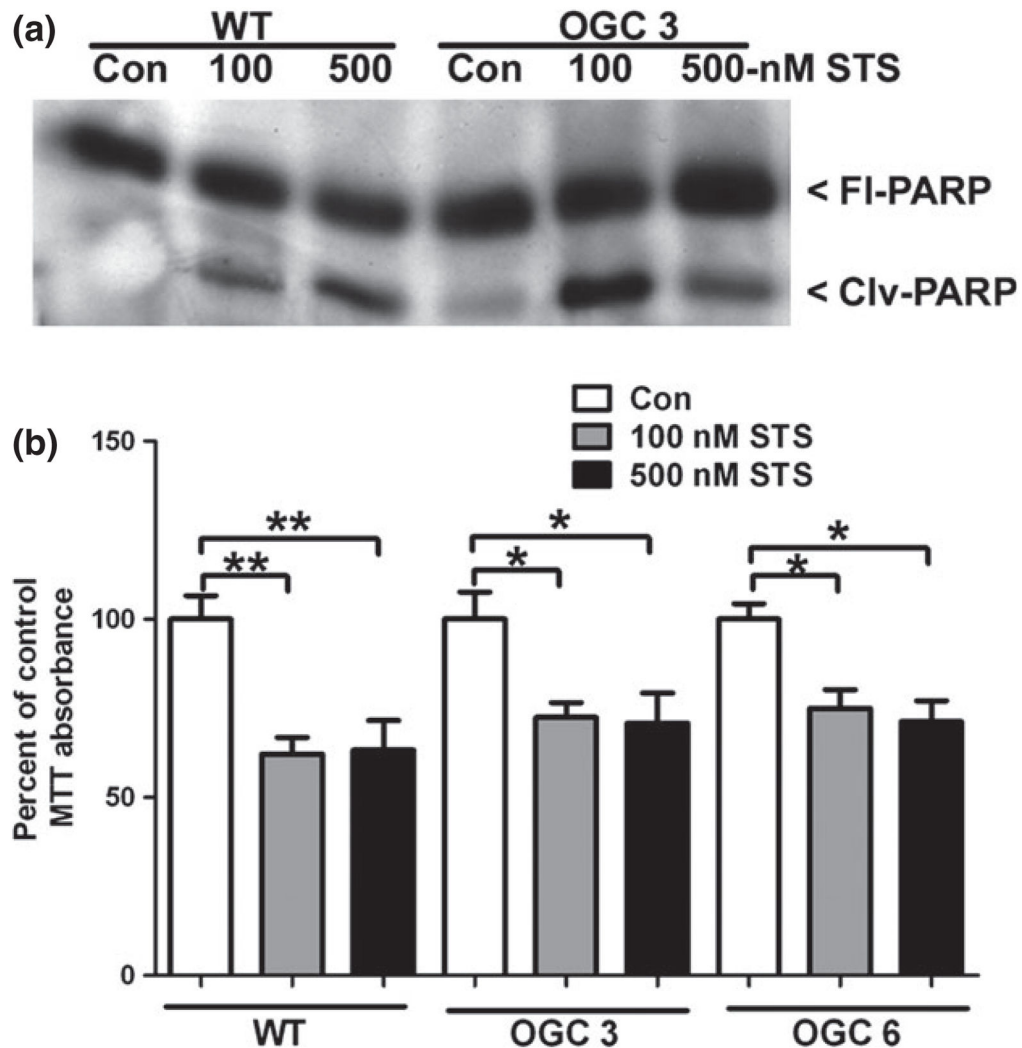 (a)
WT OGC 3
Con 100 500 Con 100 500-nM STS
< Fl-PARP
< Clv-PARP
(b)
Con
100 nM STS
500 nM STS
Percent of control
MTT absorbance
150
100
50
0
** ** * * * *
WT OGC 3 OGC 6